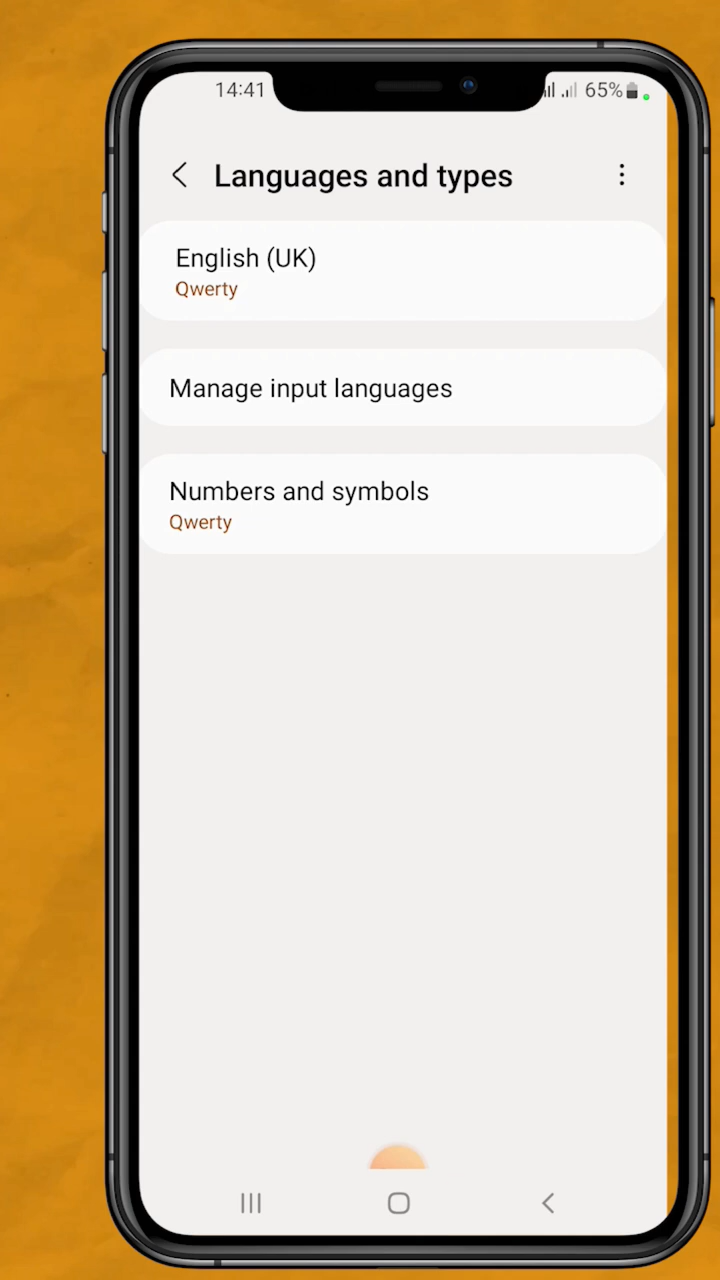 14:41
65%
Languages and types
English (UK)
Qwerty
Manage input languages
Numbers and symbols
Qwerty